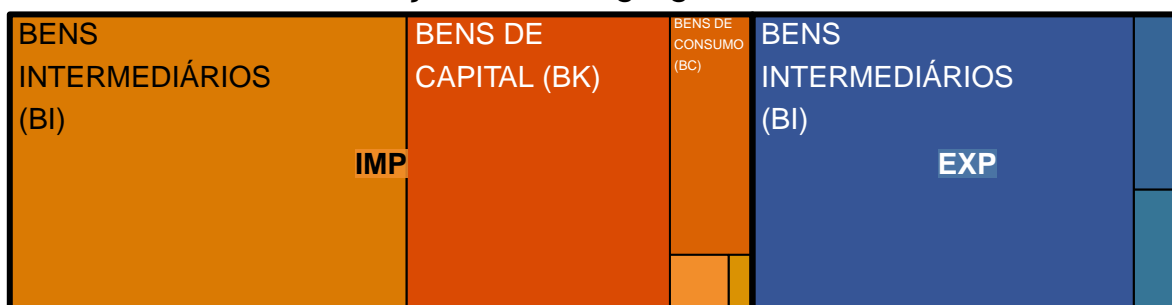 BENS
INTERMEDIÁRIOS
(BI)
BENS DE
CAPITAL (BK)
BENS DE
CONSUMO
(BC)
BENS
INTERMEDIÁRIOS
(BI)
IMP
EXP